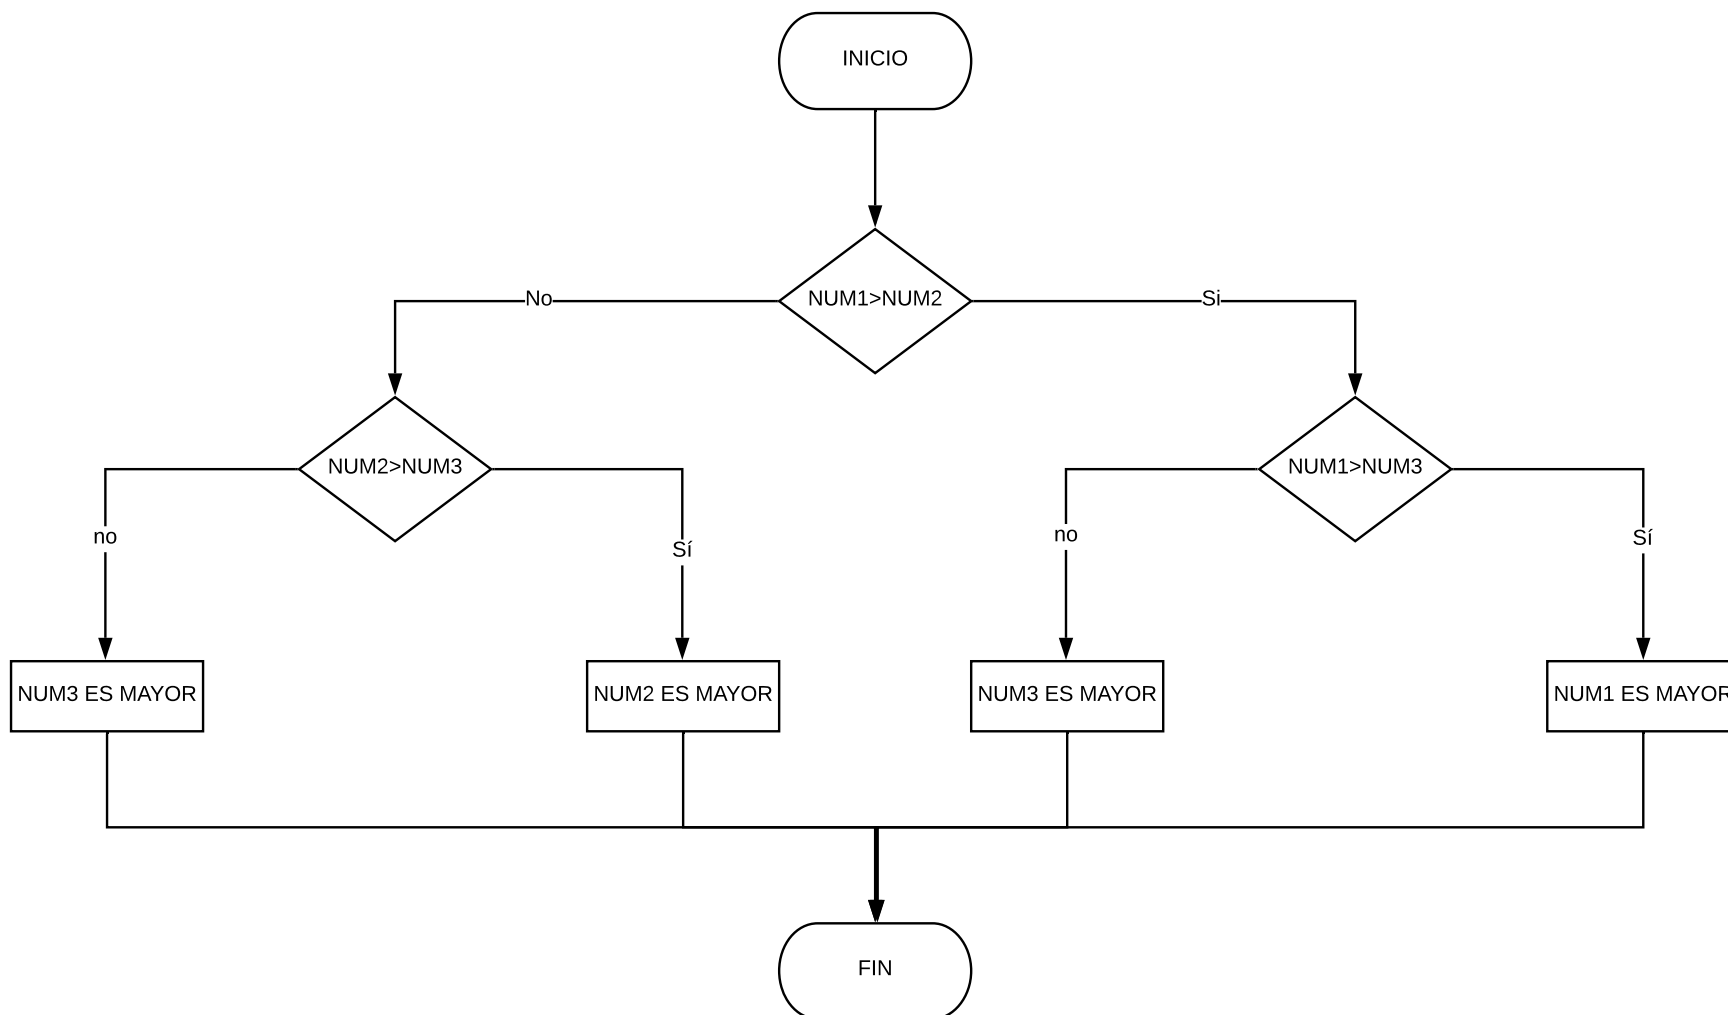 INICIO
NUM1>NUM2
No
Si
NUM2>NUM3
NUM1>NUM3
no
Sí
no
Sí
NUM3 ES MAYOR
NUM2 ES MAYOR
NUM3 ES MAYOR
NUM1 ES MAYOR
FIN